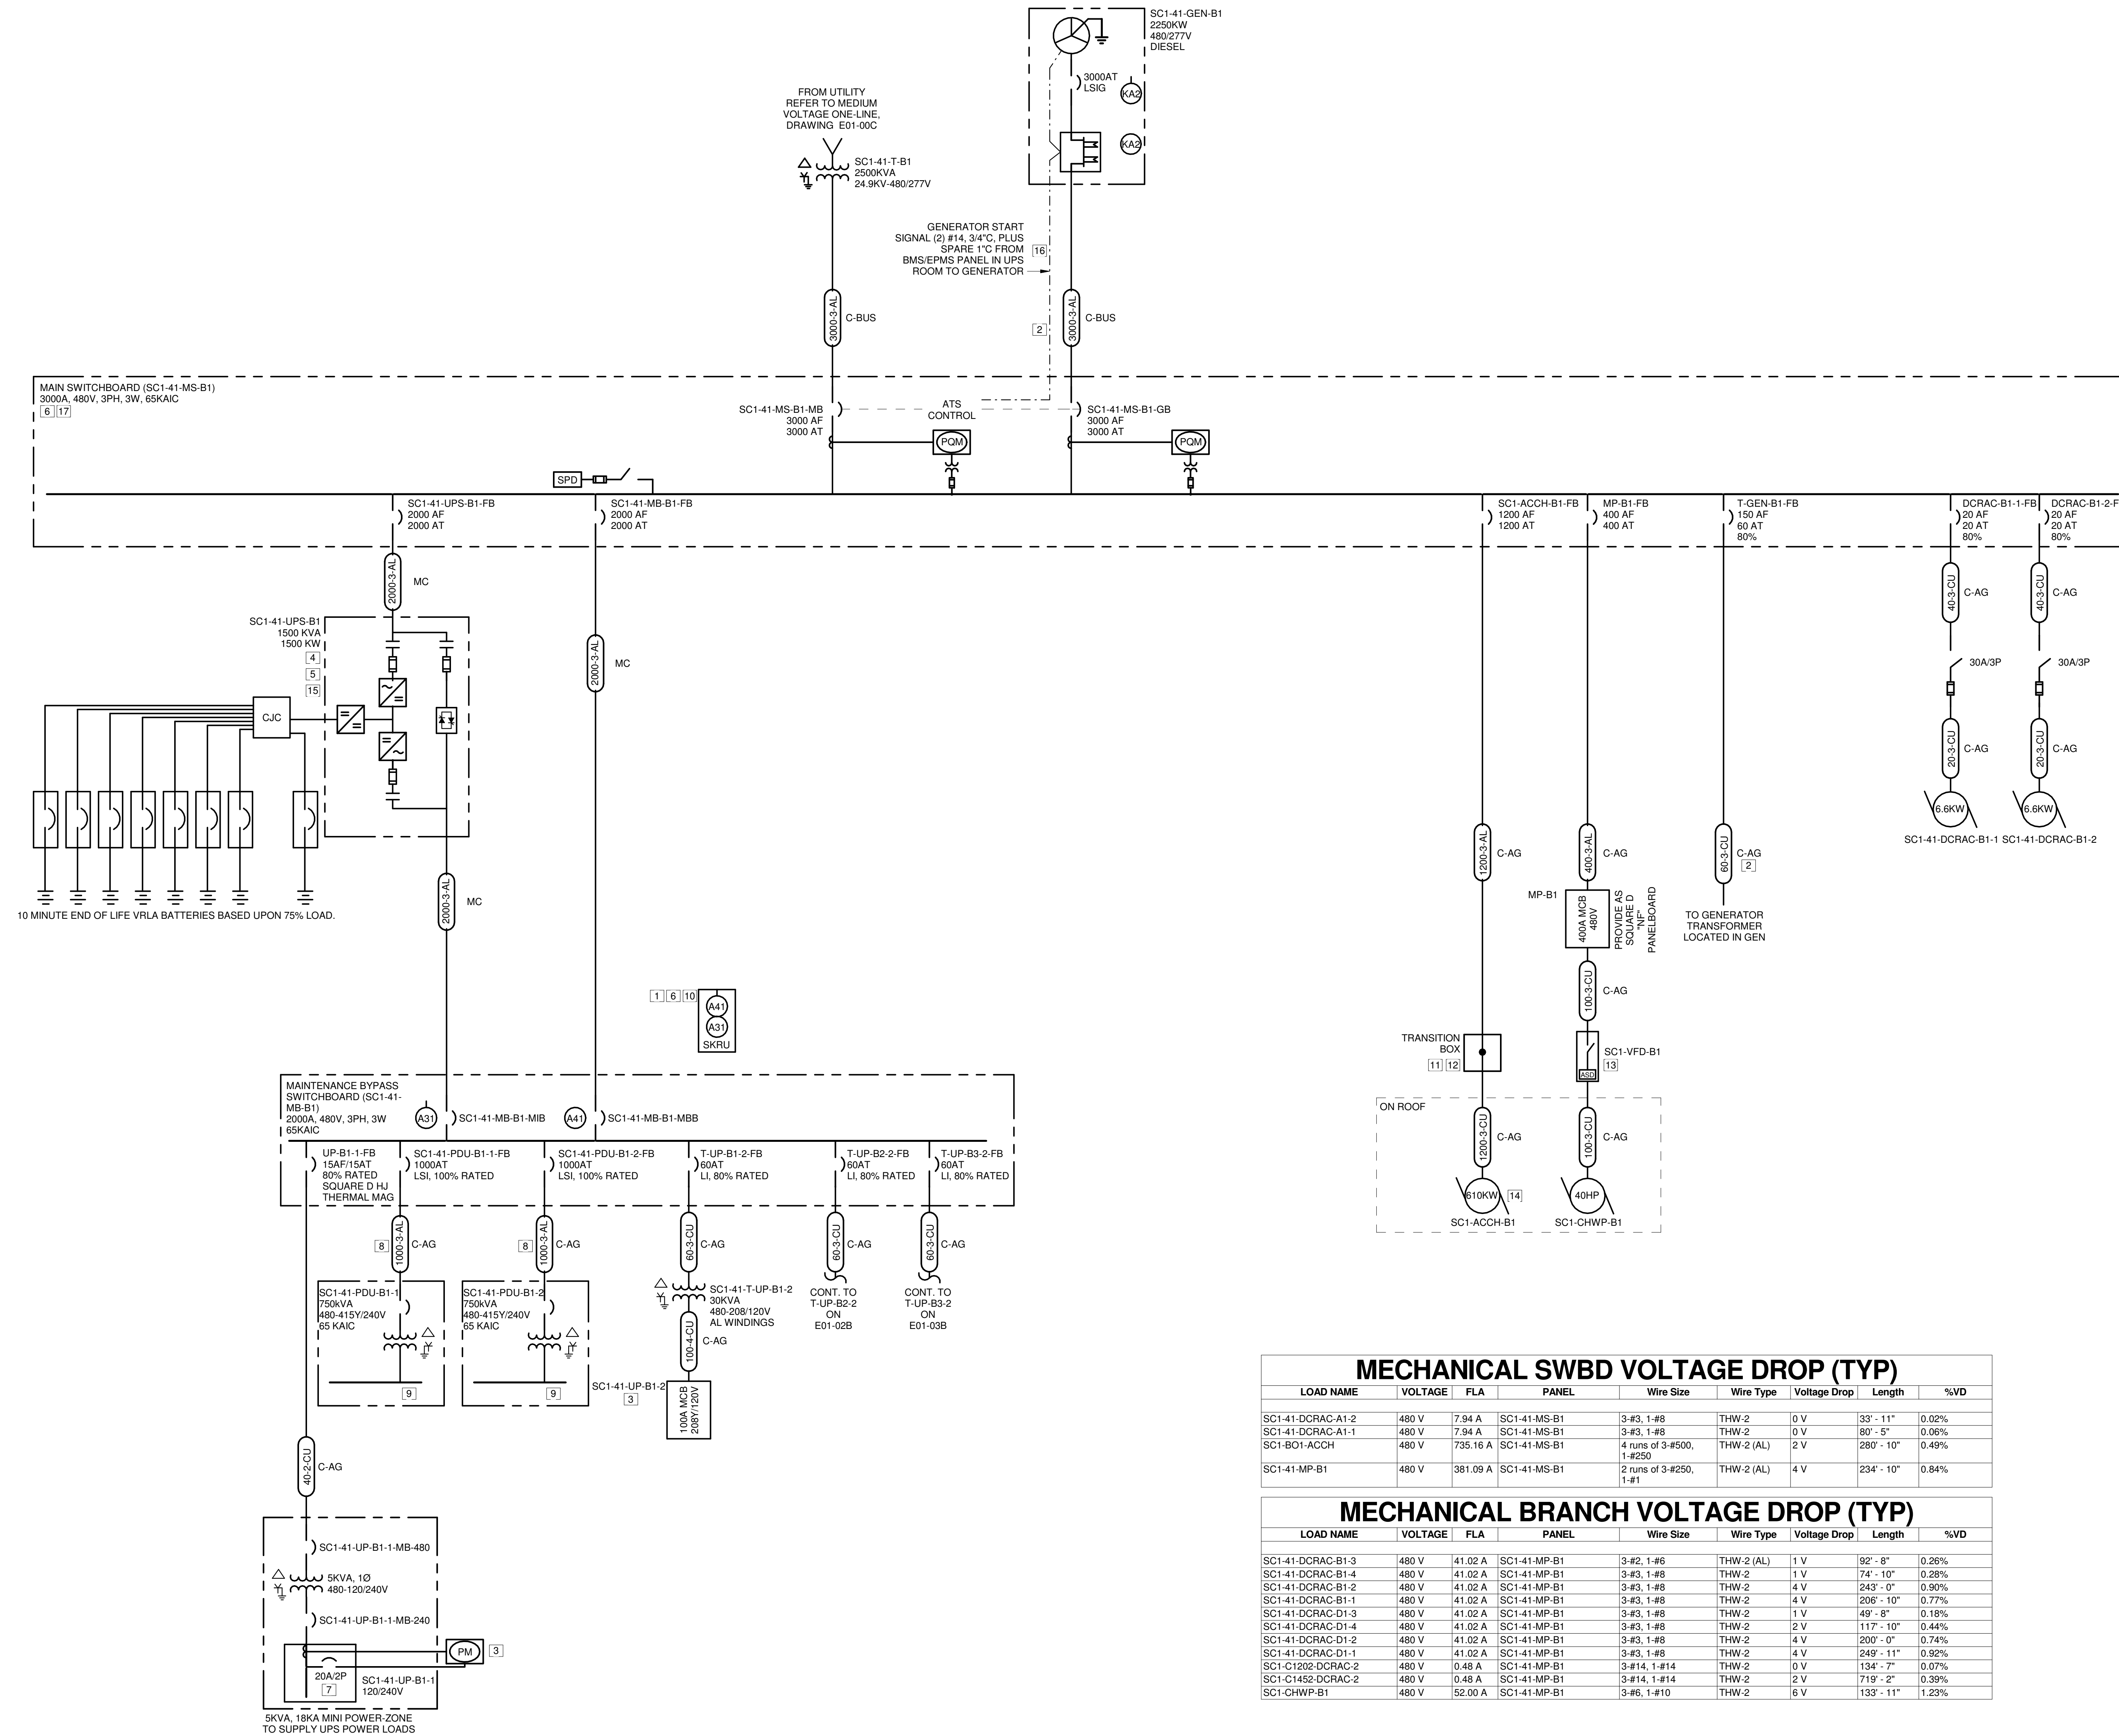 SC1-41-GEN-B1
2250KW
480/277V
DIESEL
3000AT
LSIG
KA2
KA2
FROM UTILITY
REFER TO MEDIUM
VOLTAGE ONE-LINE,
DRAWING E01-00C
SC1-41-T-B1
2500KVA
24.9KV-480/277V
GENERATOR START
SIGNAL (2) #14, 3/4"C, PLUS
SPARE 1"C FROM
BMS/EPMS PANEL IN UPS
ROOM TO GENERATOR
16
3000-3-AL
C-BUS
2
3000-3-AL
C-BUS
MAIN SWITCHBOARD (SC1-41-MS-B1)
3000A, 480V, 3PH, 3W, 65KAIC
6 17
SC1-41-MS-B1-MB
3000 AF
3000 AT
ATS
CONTROL
SC1-41-MS-B1-GB
3000 AF
3000 AT
PQM
PQM
SPD
SC1-41-UPS-B1-FB
2000 AF
2000 AT
SC1-41-MB-B1-FB
2000 AF
2000 AT
SC1-ACCH-B1-FB
1200 AF
1200 AT
MP-B1-FB
400 AF
400 AT
T-GEN-B1-FB
150 AF
60 AT
80%
DCRAC-B1-1-FB
20 AF
20 AT
80%
DCRAC-B1-2-F
20 AF
20 AT
80%
2000-3-AL
MC
2000-3-AL
MC
40-3-CU
C-AG
40-3-CU
C-AG
30A/3P
30A/3P
20-3-CU
C-AG
20-3-CU
C-AG
6.6KW
6.6KW
SC1-41-DCRAC-B1-1
SC1-41-DCRAC-B1-2
SC1-41-UPS-B1
1500 KVA
1500 KW
4
5
15
CJC
10 MINUTE END OF LIFE VRLA BATTERIES BASED UPON 75% LOAD.
2000-3-AL
MC
1200-3-AL
C-AG
400-3-AL
C-AG
60-3-CU
C-AG
2
MP-B1
400A MCB
480V
PROVIDE AS
SQUARE D
"NF"
PANELBOARD
TO GENERATOR
TRANSFORMER
LOCATED IN GEN
100-3-CU
C-AG
1 6 10
A41
A31
SKRU
TRANSITION
BOX
11 12
SC1-VFD-B1
13
ASD
ON ROOF
1200-3-CU
C-AG
100-3-CU
C-AG
610KW
14
40HP
SC1-ACCH-B1
SC1-CHWP-B1
MAINTENANCE BYPASS
SWITCHBOARD (SC1-41-
MB-B1)
2000A, 480V, 3PH, 3W
65KAIC
A31
SC1-41-MB-B1-MIB
A41
SC1-41-MB-B1-MBB
UP-B1-1-FB
15AF/15AT
80% RATED
SQUARE D HJ
THERMAL MAG
SC1-41-PDU-B1-1-FB
1000AT
LSI, 100% RATED
SC1-41-PDU-B1-2-FB
1000AT
LSI, 100% RATED
T-UP-B1-2-FB
60AT
LI, 80% RATED
T-UP-B2-2-FB
60AT
LI, 80% RATED
T-UP-B3-2-FB
60AT
LI, 80% RATED
8
1000-3-AL
C-AG
8
1000-3-AL
C-AG
60-3-CU
C-AG
60-3-CU
C-AG
60-3-CU
C-AG
SC1-41-PDU-B1-1
750kVA
480-415Y/240V
65 KAIC
9
SC1-41-PDU-B1-2
750kVA
480-415Y/240V
65 KAIC
9
SC1-41-T-UP-B1-2
30KVA
480-208/120V
AL WINDINGS
CONT. TO
T-UP-B2-2
ON
E01-02B
CONT. TO
T-UP-B3-2
ON
E01-03B
100-4-CU
C-AG
SC1-41-UP-B1-2
3
100A MCB
208Y/120V
40-2-CU
C-AG
SC1-41-UP-B1-1-MB-480
5KVA, 1Ø
480-120/240V
SC1-41-UP-B1-1-MB-240
PM
3
20A/2P
7
SC1-41-UP-B1-1
120/240V
5KVA, 18KA MINI POWER-ZONE
TO SUPPLY UPS POWER LOADS
MECHANICAL SWBD VOLTAGE DROP (TYP)
LOAD NAME VOLTAGE FLA PANEL Wire Size Wire Type Voltage Drop Length %VD
SC1-41-DCRAC-A1-2 480 V 7.94 A SC1-41-MS-B1 3-#3, 1-#8 THW-2 0 V 33' - 11" 0.02%
SC1-41-DCRAC-A1-1 480 V 7.94 A SC1-41-MS-B1 3-#3, 1-#8 THW-2 0 V 80' - 5" 0.06%
SC1-BO1-ACCH 480 V 735.16 A SC1-41-MS-B1 4 runs of 3-#500, THW-2 (AL) 2 V 280' - 10" 0.49%
1-#250
SC1-41-MP-B1 480 V 381.09 A SC1-41-MS-B1 2 runs of 3-#250, THW-2 (AL) 4 V 234' - 10" 0.84%
1-#1
MECHANICAL BRANCH VOLTAGE DROP (TYP)
LOAD NAME VOLTAGE FLA PANEL Wire Size Wire Type Voltage Drop Length %VD
SC1-41-DCRAC-B1-3 480 V 41.02 A SC1-41-MP-B1 3-#2, 1-#6 THW-2 (AL) 1 V 92' - 8" 0.26%
SC1-41-DCRAC-B1-4 480 V 41.02 A SC1-41-MP-B1 3-#3, 1-#8 THW-2 1 V 74' - 10" 0.28%
SC1-41-DCRAC-B1-2 480 V 41.02 A SC1-41-MP-B1 3-#3, 1-#8 THW-2 4 V 243' - 0" 0.90%
SC1-41-DCRAC-B1-1 480 V 41.02 A SC1-41-MP-B1 3-#3, 1-#8 THW-2 4 V 206' - 10" 0.77%
SC1-41-DCRAC-D1-3 480 V 41.02 A SC1-41-MP-B1 3-#3, 1-#8 THW-2 1 V 49' - 8" 0.18%
SC1-41-DCRAC-D1-4 480 V 41.02 A SC1-41-MP-B1 3-#3, 1-#8 THW-2 2 V 117' - 10" 0.44%
SC1-41-DCRAC-D1-2 480 V 41.02 A SC1-41-MP-B1 3-#3, 1-#8 THW-2 4 V 200' - 0" 0.74%
SC1-41-DCRAC-D1-1 480 V 41.02 A SC1-41-MP-B1 3-#3, 1-#8 THW-2 4 V 249' - 11" 0.92%
SC1-C1202-DCRAC-2 480 V 0.48 A SC1-41-MP-B1 3-#14, 1-#14 THW-2 0 V 134' - 7" 0.07%
SC1-C1452-DCRAC-2 480 V 0.48 A SC1-41-MP-B1 3-#14, 1-#14 THW-2 2 V 719' - 2" 0.39%
SC1-CHWP-B1 480 V 52.00 A SC1-41-MP-B1 3-#6, 1-#10 THW-2 6 V 133' - 11" 1.23%